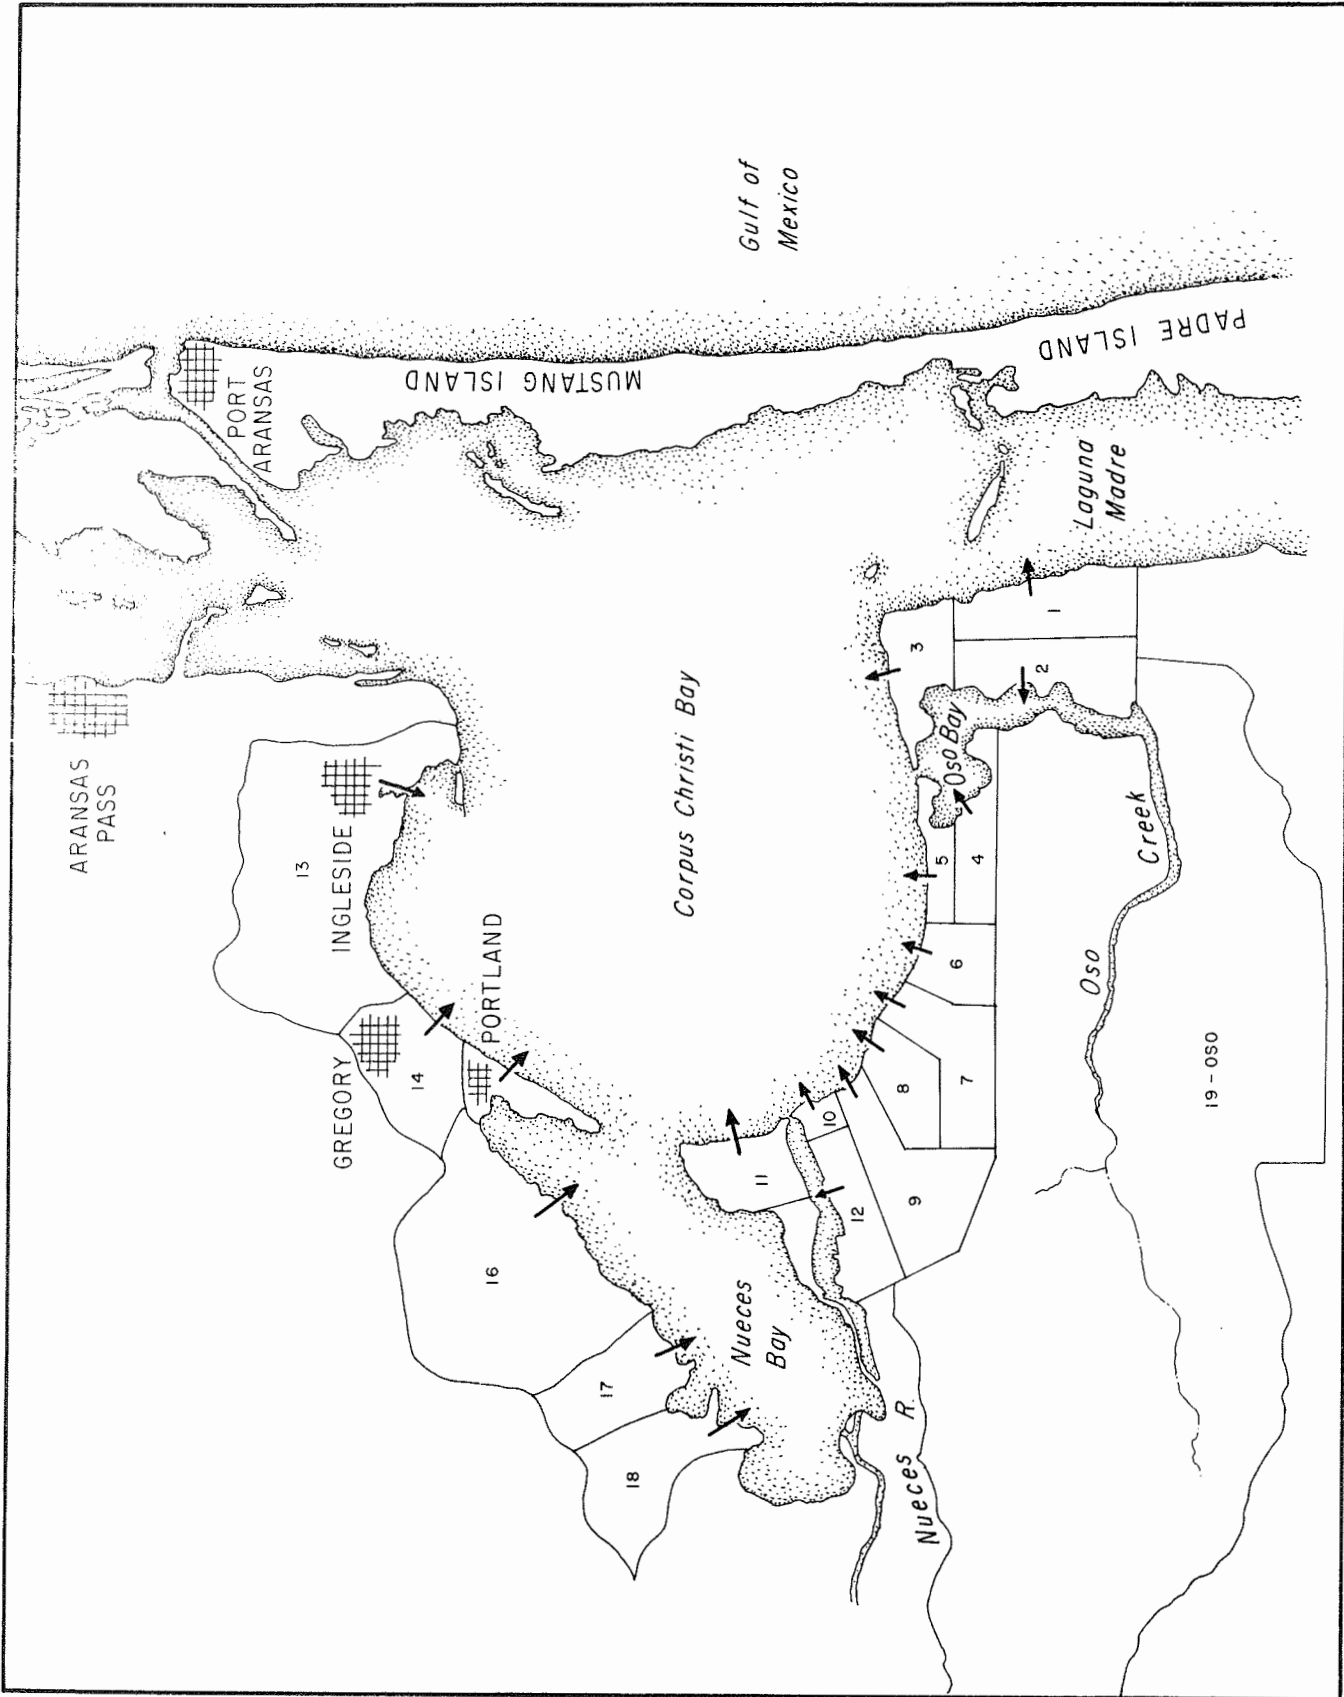 ARANSAS
PASS
PORT
ARANSAS
MUSTANG ISLAND
Gulf of
Mexico
PADRE ISLAND
Laguna
Madre
13
INGLESIDE
GREGORY
14
PORTLAND
Corpus Christi Bay
16
17
18
Nueces
Bay
Nueces R.
11
12
10
9
8
7
6
5
4
3
2
1
Oso Bay
Oso Creek
19-OSO